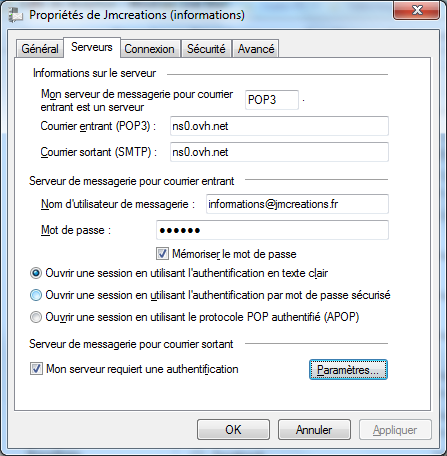 Propriétés de Jmcreations (informations)
Général Serveurs Connexion Sécurité Avancé
Informations sur le serveur
Mon serveur de messagerie pour courrier
entrant est un serveur POP3 .
Courrier entrant (POP3) : ns0.ovh.net
Courrier sortant (SMTP) : ns0.ovh.net
Serveur de messagerie pour courrier entrant
Nom d'utilisateur de messagerie : informations@jmcreations.fr
Mot de passe : ●●●●●●
Mémoriser le mot de passe
Ouvrir une session en utilisant l'authentification en texte clair
Ouvrir une session en utilisant l'authentification par mot de passe sécurisé
Ouvrir une session en utilisant le protocole POP authentifié (APOP)
Serveur de messagerie pour courrier sortant
Mon serveur requiert une authentification Paramètres...
OK Annuler Appliquer